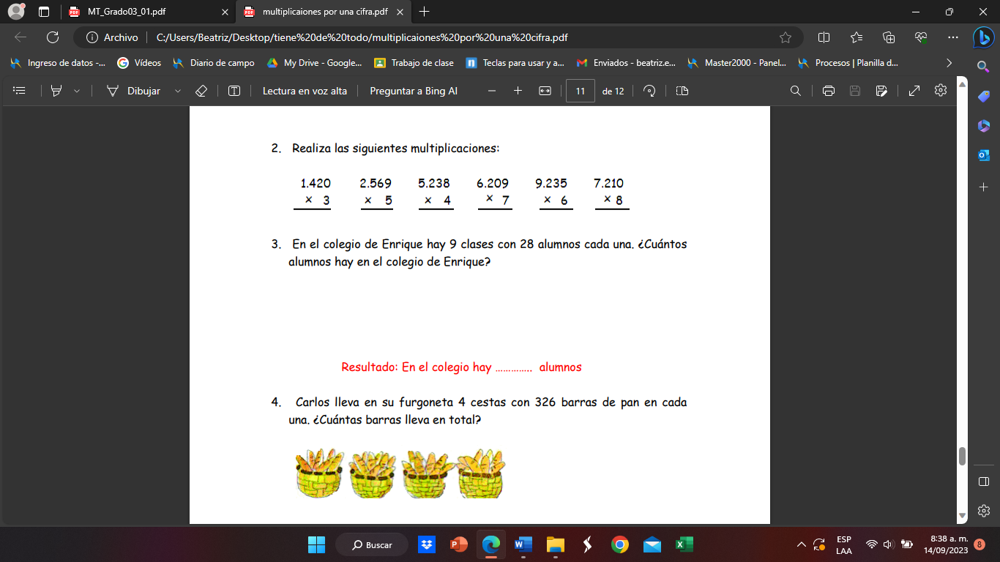 MT_Grado03_01.pdf
multiplicaiones por una cifra.pdf
Archivo
C:/Users/Beatriz/Desktop/tiene%20de%20todo/multiplicaiones%20por%20una%20cifra.pdf
Ingreso de datos -...
Vídeos
Diario de campo
My Drive - Google...
Trabajo de clase
Teclas para usar y a...
Enviados - beatriz.e...
Master2000 - Panel...
Procesos | Planilla d...
Dibujar
Lectura en voz alta
Preguntar a Bing AI
11 de 12
2. Realiza las siguientes multiplicaciones:
1.420 2.569 5.238 6.209 9.235 7.210
× 3 × 5 × 4 × 7 × 6 × 8
3. En el colegio de Enrique hay 9 clases con 28 alumnos cada una. ¿Cuántos
alumnos hay en el colegio de Enrique?
Resultado: En el colegio hay ………….. alumnos
4. Carlos lleva en su furgoneta 4 cestas con 326 barras de pan en cada
una. ¿Cuántas barras lleva en total?
Buscar
ESP
LAA
8:38 a. m.
14/09/2023
8